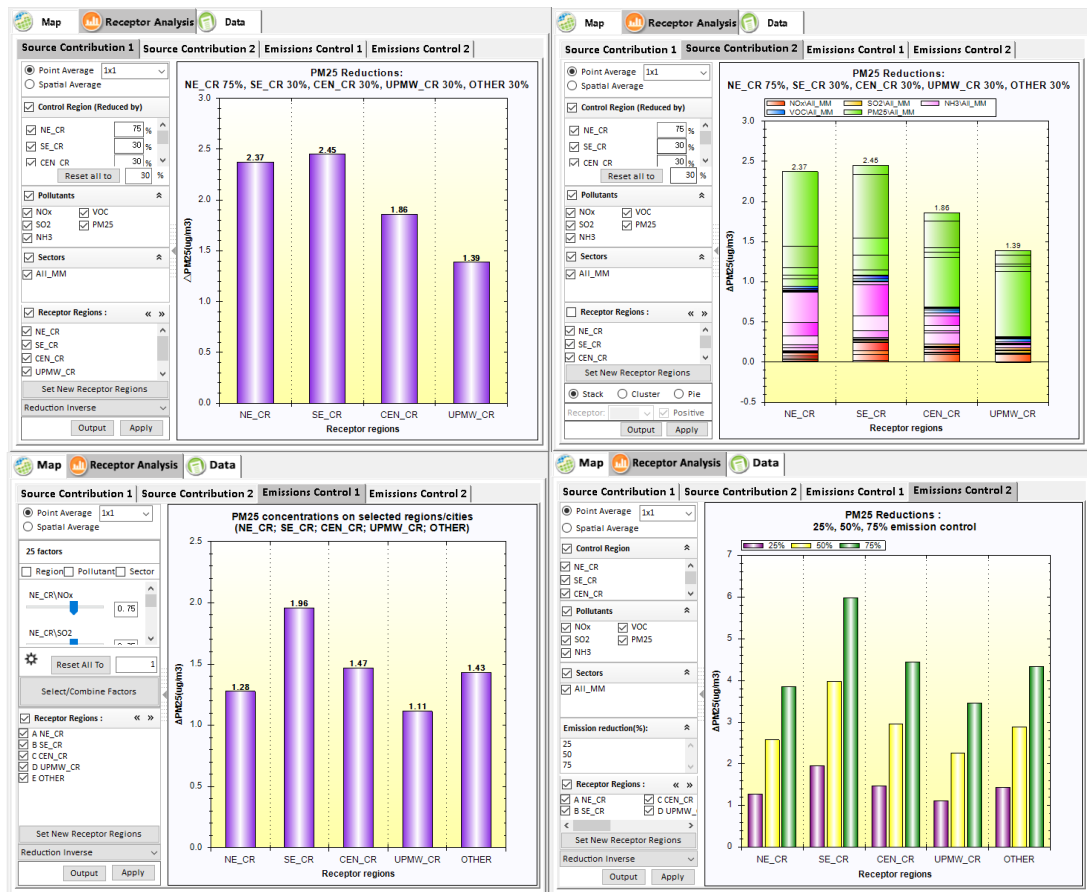 Map Receptor Analysis Data
Source Contribution 1 Source Contribution 2 Emissions Control 1 Emissions Control 2
Point Average 1x1
Spatial Average
Control Region (Reduced by)
NE_CR 75 %
SE_CR 30 %
CEN_CR 30 %
Reset all to 30 %
Pollutants
NOx VOC
SO2 PM25
NH3
Sectors
All_MM
Receptor Regions : « »
NE_CR
SE_CR
CEN_CR
UPMW_CR
Set New Receptor Regions
Reduction Inverse
Output Apply
PM25 Reductions:
NE_CR 75%, SE_CR 30%, CEN_CR 30%, UPMW_CR 30%, OTHER 30%
△PM25(ug/m3)
3.0
2.5
2.0
1.5
1.0
0.5
0.0
2.37 2.45 1.86 1.39
NE_CR SE_CR CEN_CR UPMW_CR
Receptor regions
Map Receptor Analysis Data
Source Contribution 1 Source Contribution 2 Emissions Control 1 Emissions Control 2
Point Average 1x1
Spatial Average
Control Region (Reduced by)
NE_CR 75 %
SE_CR 30 %
CEN_CR 30 %
Reset all to 30 %
Pollutants
NOx VOC
SO2 PM25
NH3
Sectors
All_MM
Receptor Regions : « »
NE_CR
SE_CR
CEN_CR
Set New Receptor Regions
Stack Cluster Pie
Receptor: Positive
Output Apply
PM25 Reductions:
NE_CR 75%, SE_CR 30%, CEN_CR 30%, UPMW_CR 30%, OTHER 30%
NOx\All_MM SO2\All_MM NH3\All_MM
VOC\All_MM PM25\All_MM
ΔPM25(ug/m3)
3.0
2.5
2.0
1.5
1.0
0.5
0.0
-0.5
2.37 2.45 1.86 1.39
NE_CR SE_CR CEN_CR UPMW_CR
Receptor regions
Map Receptor Analysis Data
Source Contribution 1 Source Contribution 2 Emissions Control 1 Emissions Control 2
Point Average 1x1
Spatial Average
25 factors
Region Pollutant Sector
NE_CR\NOx
0.75
NE_CR\SO2
Reset All To 1
Select/Combine Factors
Receptor Regions : « »
A NE_CR
B SE_CR
C CEN_CR
D UPMW_CR
E OTHER
Set New Receptor Regions
Reduction Inverse
Output Apply
PM25 concentrations on selected regions/cities
(NE_CR; SE_CR; CEN_CR; UPMW_CR; OTHER)
ΔPM25(ug/m3)
2.5
2.0
1.5
1.0
0.5
0.0
1.28 1.96 1.47 1.11 1.43
NE_CR SE_CR CEN_CR UPMW_CR OTHER
Receptor regions
Map Receptor Analysis Data
Source Contribution 1 Source Contribution 2 Emissions Control 1 Emissions Control 2
Point Average 1x1
Spatial Average
Control Region
NE_CR
SE_CR
CEN_CR
Pollutants
NOx VOC
SO2 PM25
NH3
Sectors
All_MM
Emission reduction(%):
25
50
75
Receptor Regions : « »
A NE_CR C CEN_CR
B SE_CR D UPMW_
Set New Receptor Regions
Reduction Inverse
Output Apply
PM25 Reductions :
25%, 50%, 75% emission control
25% 50% 75%
ΔPM25(ug/m3)
7
6
5
4
3
2
1
0
NE_CR SE_CR CEN_CR UPMW_CR OTHER
Receptor regions